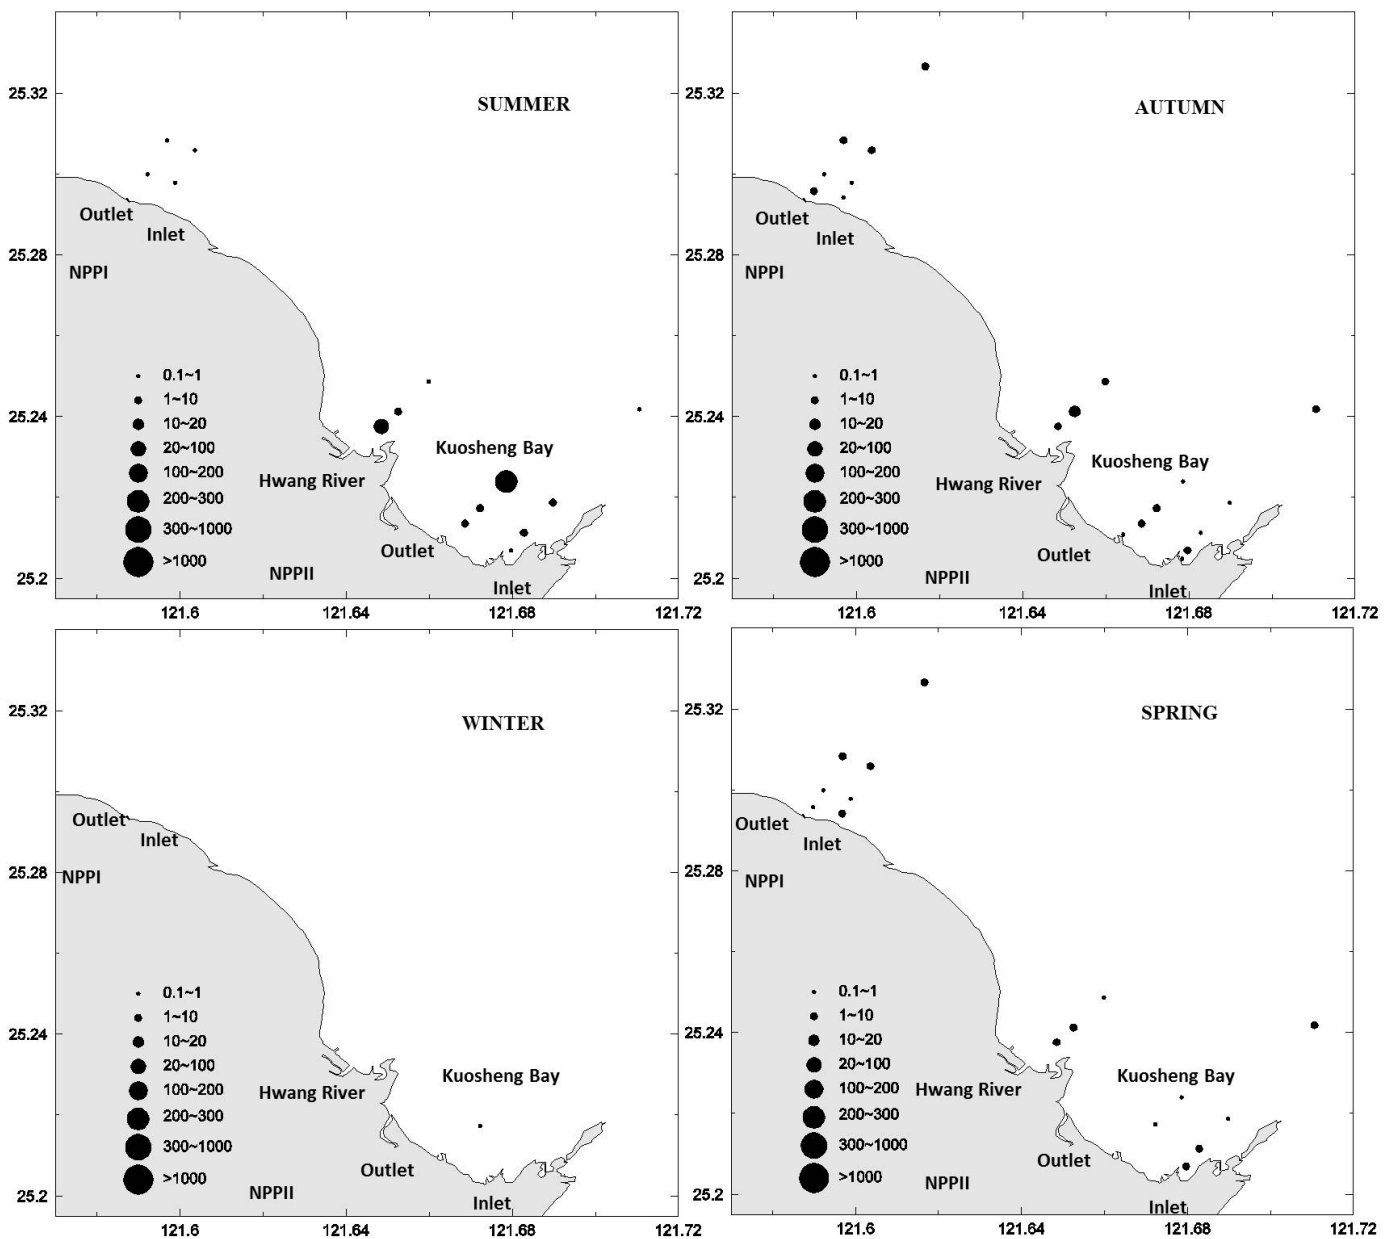 25.32
SUMMER
Outlet
Inlet
25.28
NPPI
0.1~1
1~10
25.24
10~20
20~100
Kuosheng Bay
100~200
Hwang River
200~300
300~1000
Outlet
>1000
NPPII
25.2
Inlet
121.6
121.64
121.68
121.72
25.32
AUTUMN
Outlet
Inlet
25.28
NPPI
0.1~1
1~10
25.24
10~20
20~100
Kuosheng Bay
100~200
Hwang River
200~300
300~1000
Outlet
>1000
NPPII
25.2
Inlet
121.6
121.64
121.68
121.72
25.32
WINTER
Outlet
Inlet
25.28
NPPI
0.1~1
1~10
25.24
10~20
20~100
Kuosheng Bay
100~200
Hwang River
200~300
300~1000
Outlet
>1000
NPPII
25.2
Inlet
121.6
121.64
121.68
121.72
25.32
SPRING
Outlet
Inlet
25.28
NPPI
0.1~1
1~10
25.24
10~20
20~100
Kuosheng Bay
100~200
Hwang River
200~300
300~1000
Outlet
>1000
NPPII
25.2
Inlet
121.6
121.64
121.68
121.72